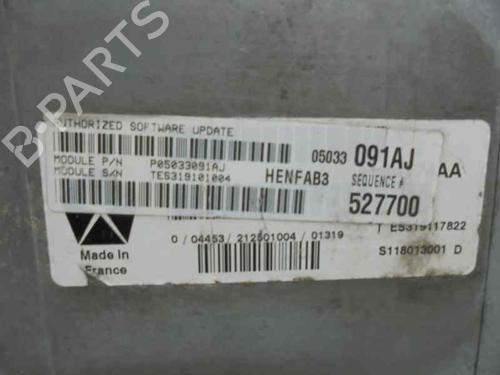 AUTHORIZED SOFTWARE UPDATE
MODULE P/N P05033091AJ
MODULE S/N TES319101004
05033 091AJ
HENFAB3 SEQUENCE #
527700
AA
T ES319117822
0 / 04453 / 212501004 / 01319
S118013001 D
Made In
France
B-PARTS